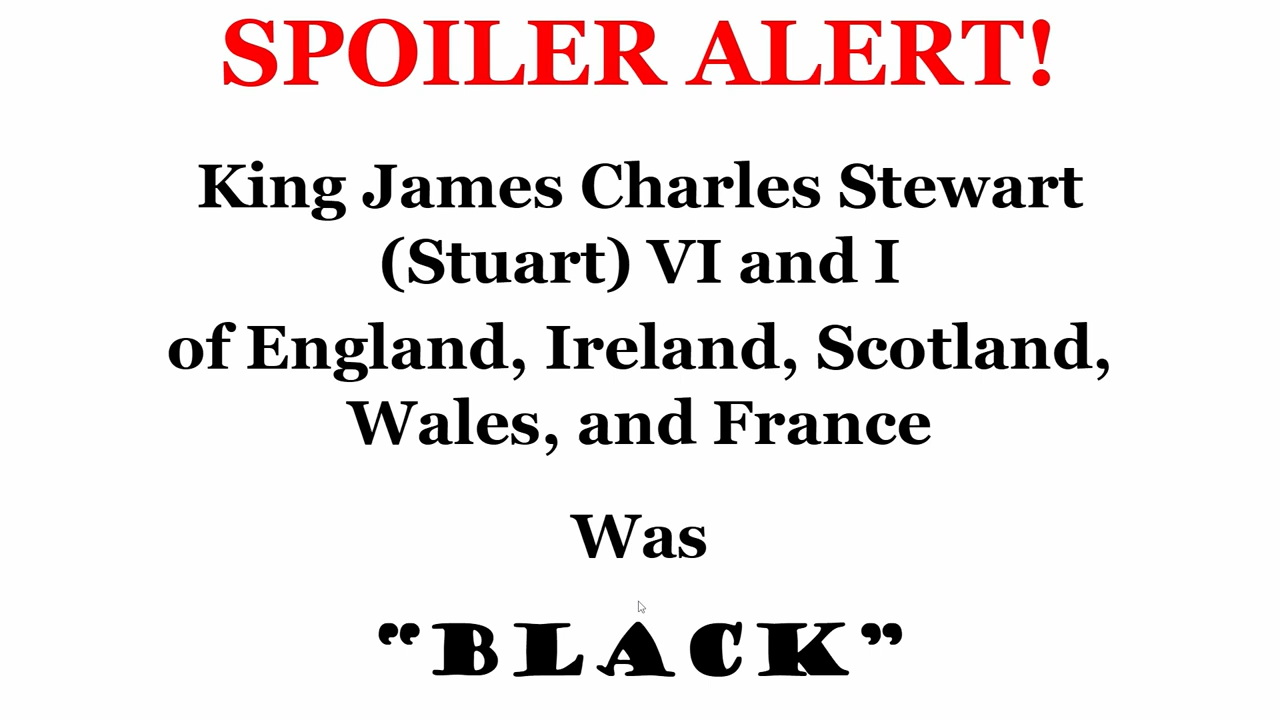 SPOILER ALERT!
King James Charles Stewart
(Stuart) VI and I
of England, Ireland, Scotland,
Wales, and France
Was
“BLACK”